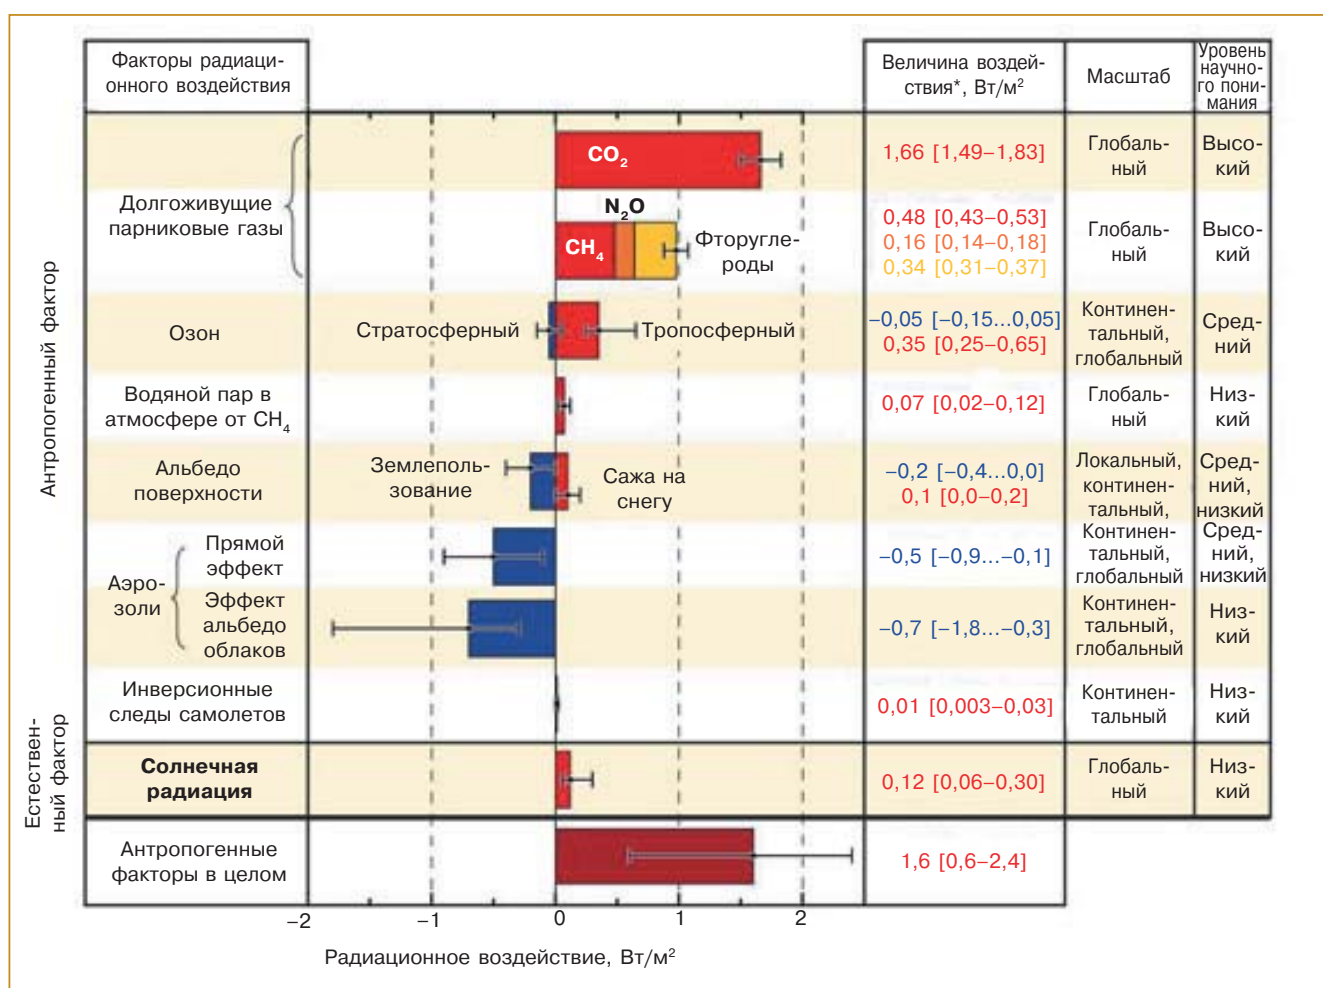 Факторы радиаци-
онного воздействия
Величина воздей-
ствия*, Вт/м²
Масштаб
Уровень
научно-
го пони-
мания
Антропогенный фактор
Долгоживущие
парниковые газы
CO₂
1,66 [1,49–1,83]
Глобаль-
ный
Высо-
кий
N₂O
CH₄
Фторугле-
роды
0,48 [0,43–0,53]
0,16 [0,14–0,18]
0,34 [0,31–0,37]
Глобаль-
ный
Высо-
кий
Озон
Стратосферный
Тропосферный
–0,05 [–0,15...0,05]
0,35 [0,25–0,65]
Континен-
тальный,
глобальный
Сред-
ний
Водяной пар в
атмосфере от CH₄
0,07 [0,02–0,12]
Глобаль-
ный
Низ-
кий
Альбедо
поверхности
Землеполь-
зование
Сажа на
снегу
–0,2 [–0,4...0,0]
0,1 [0,0–0,2]
Локальный,
континен-
тальный,
Сред-
ний,
низкий
Аэро-
золи
Прямой
эффект
–0,5 [–0,9...–0,1]
Континен-
тальный,
глобальный
Сред-
ний,
низкий
Эффект
альбедо
облаков
–0,7 [–1,8...–0,3]
Континен-
тальный,
глобальный
Низ-
кий
Инверсионные
следы самолетов
0,01 [0,003–0,03]
Континен-
тальный
Низ-
кий
Естествен-
ный фактор
Солнечная
радиация
0,12 [0,06–0,30]
Глобаль-
ный
Низ-
кий
Антропогенные
факторы в целом
1,6 [0,6–2,4]
–2 –1 0 1 2
Радиационное воздействие, Вт/м²